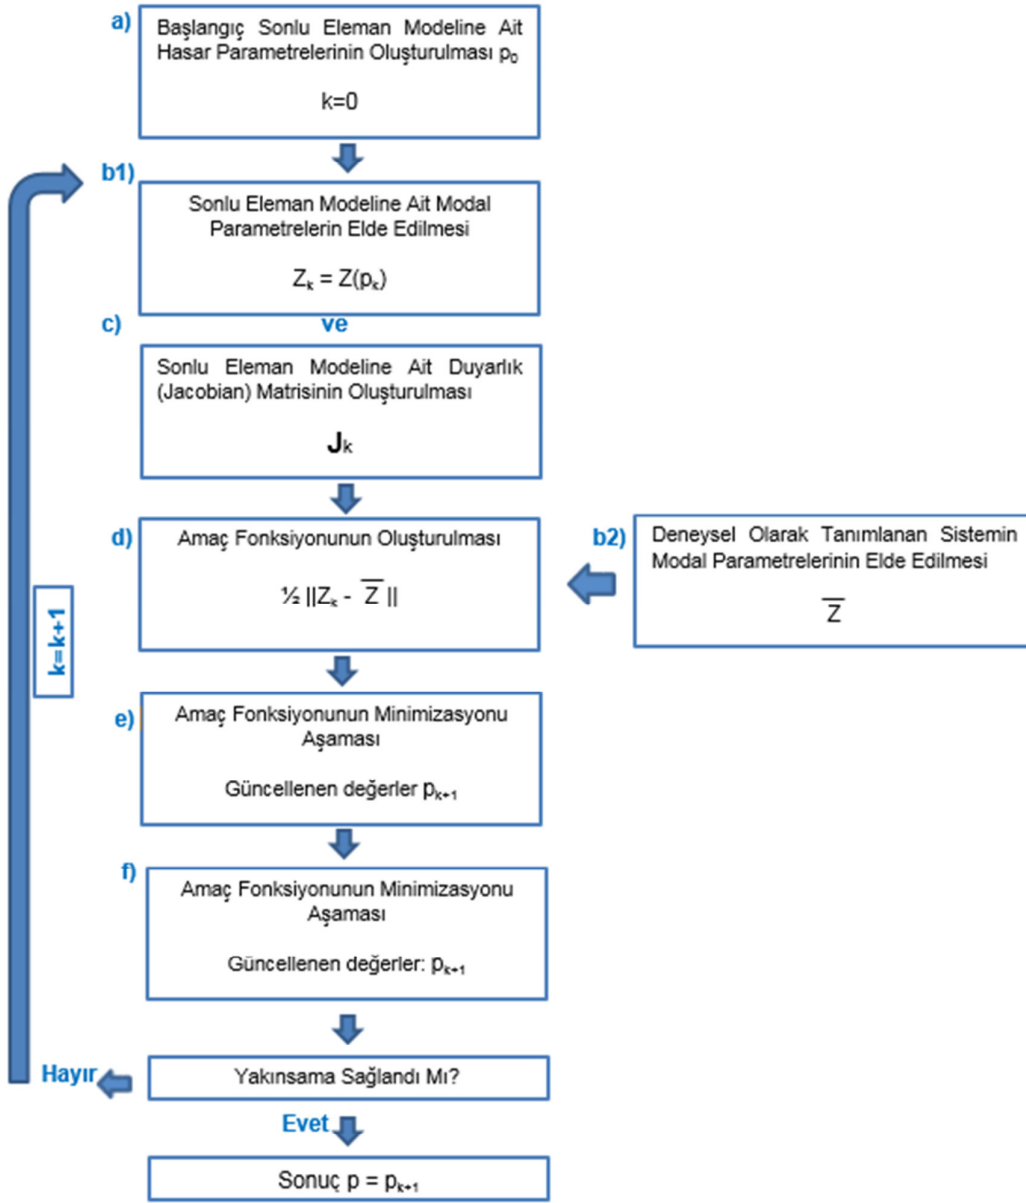 a)
Başlangıç Sonlu Eleman Modeline Ait
Hasar Parametrelerinin Oluşturulması p₀
k=0
b1)
Sonlu Eleman Modeline Ait Modal
Parametrelerin Elde Edilmesi
Zₖ = Z(pₖ)
c)
ve
Sonlu Eleman Modeline Ait Duyarlık
(Jacobian) Matrisinin Oluşturulması
Jₖ
d)
Amaç Fonksiyonunun Oluşturulması
½ ||Zₖ - Z̅ ||
b2)
Deneysel Olarak Tanımlanan Sistemin
Modal Parametrelerinin Elde Edilmesi
Z̅
k=k+1
e)
Amaç Fonksiyonunun Minimizasyonu
Aşaması
Güncellenen değerler pₖ₊₁
f)
Amaç Fonksiyonunun Minimizasyonu
Aşaması
Güncellenen değerler: pₖ₊₁
Hayır
Yakınsama Sağlandı Mı?
Evet
Sonuç p = pₖ₊₁